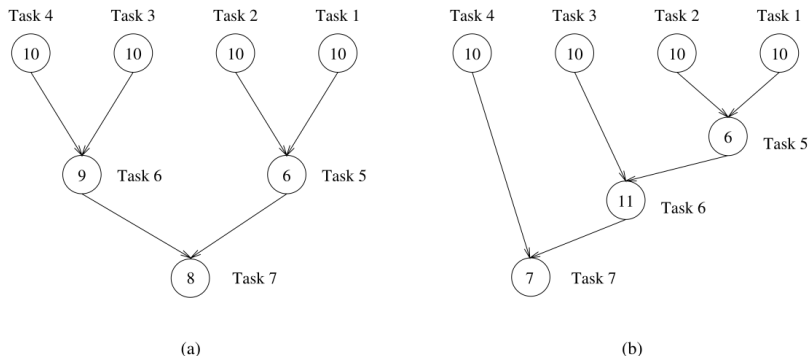 Task 4 Task 3 Task 2 Task 1 Task 4 Task 3 Task 2 Task 1
10 10 10 10 10 10 10 10
6 Task 5
9 Task 6 6 Task 5
11 Task 6
8 Task 7 7 Task 7
(a) (b)